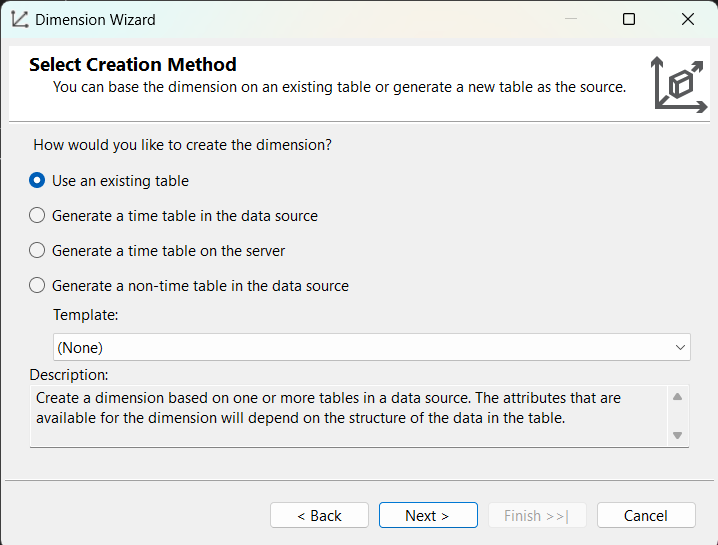 Dimension Wizard
Select Creation Method
You can base the dimension on an existing table or generate a new table as the source.
How would you like to create the dimension?
Use an existing table
Generate a time table in the data source
Generate a time table on the server
Generate a non-time table in the data source
Template:
(None)
Description:
Create a dimension based on one or more tables in a data source. The attributes that are
available for the dimension will depend on the structure of the data in the table.
< Back
Next >
Finish >>|
Cancel